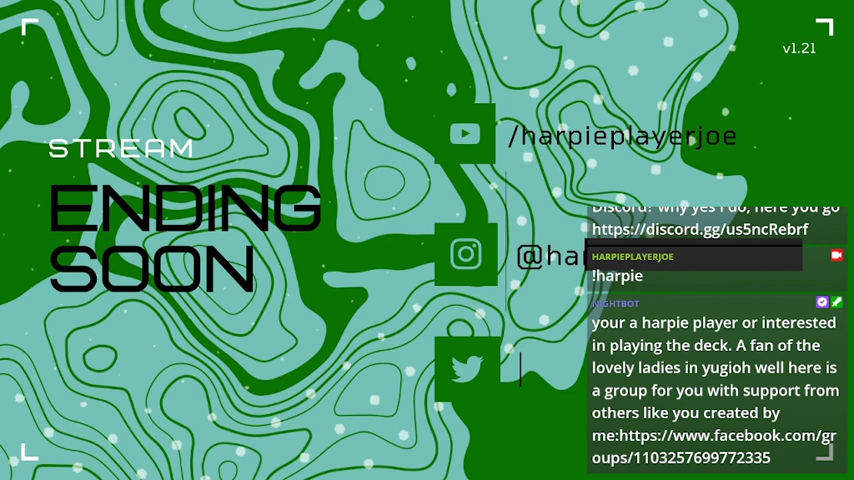 v1.21
STREAM
ENDING
SOON
/harpieplayerjoe
@har
Discord? why yes I do, here you go
https://discord.gg/us5ncRebrf
HARPIEPLAYERJOE
!harpie
NIGHTBOT
your a harpie player or interested
in playing the deck. A fan of the
lovely ladies in yugioh well here is
a group for you with support from
others like you created by
me:https://www.facebook.com/gr
oups/1103257699772335